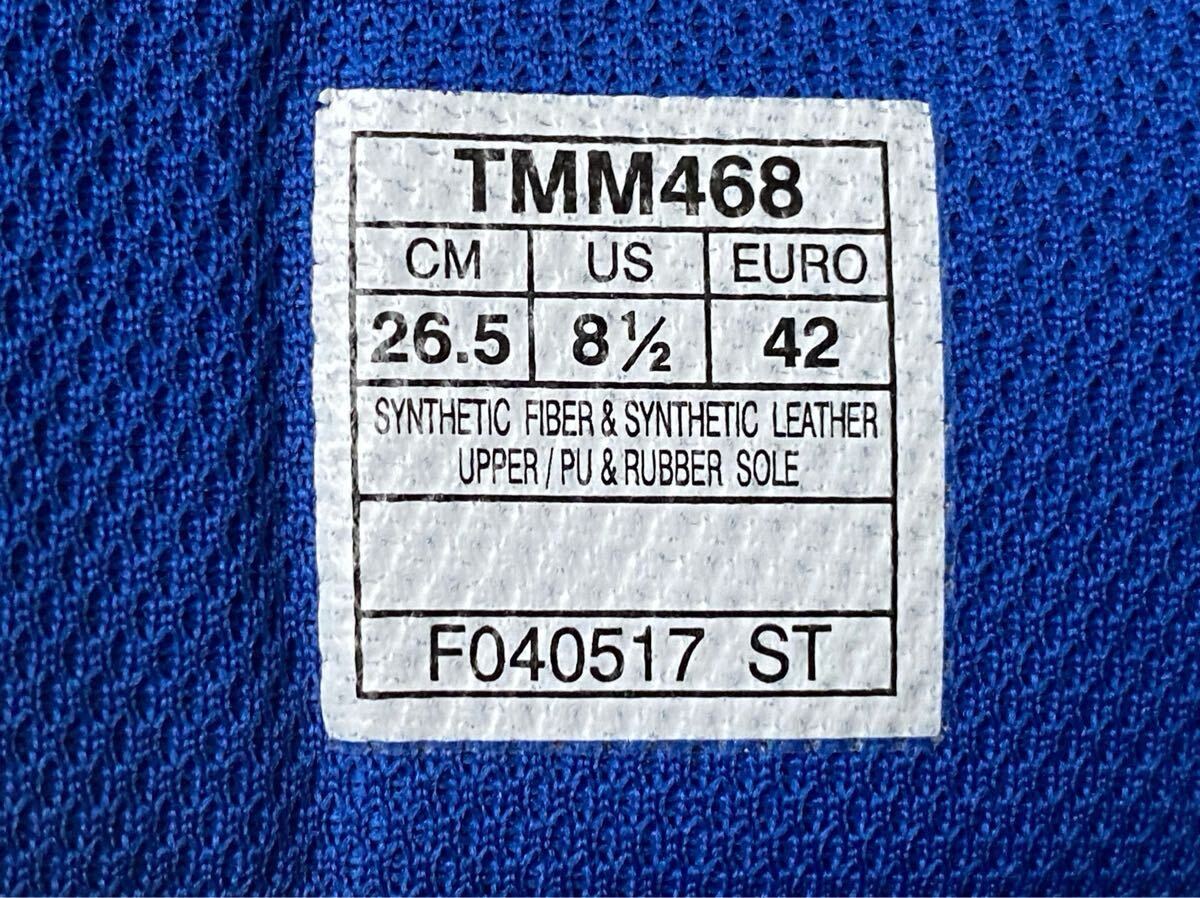 TMM468
CM US EURO
26.5 8½ 42
SYNTHETIC FIBER & SYNTHETIC LEATHER
UPPER / PU & RUBBER SOLE
F040517 ST